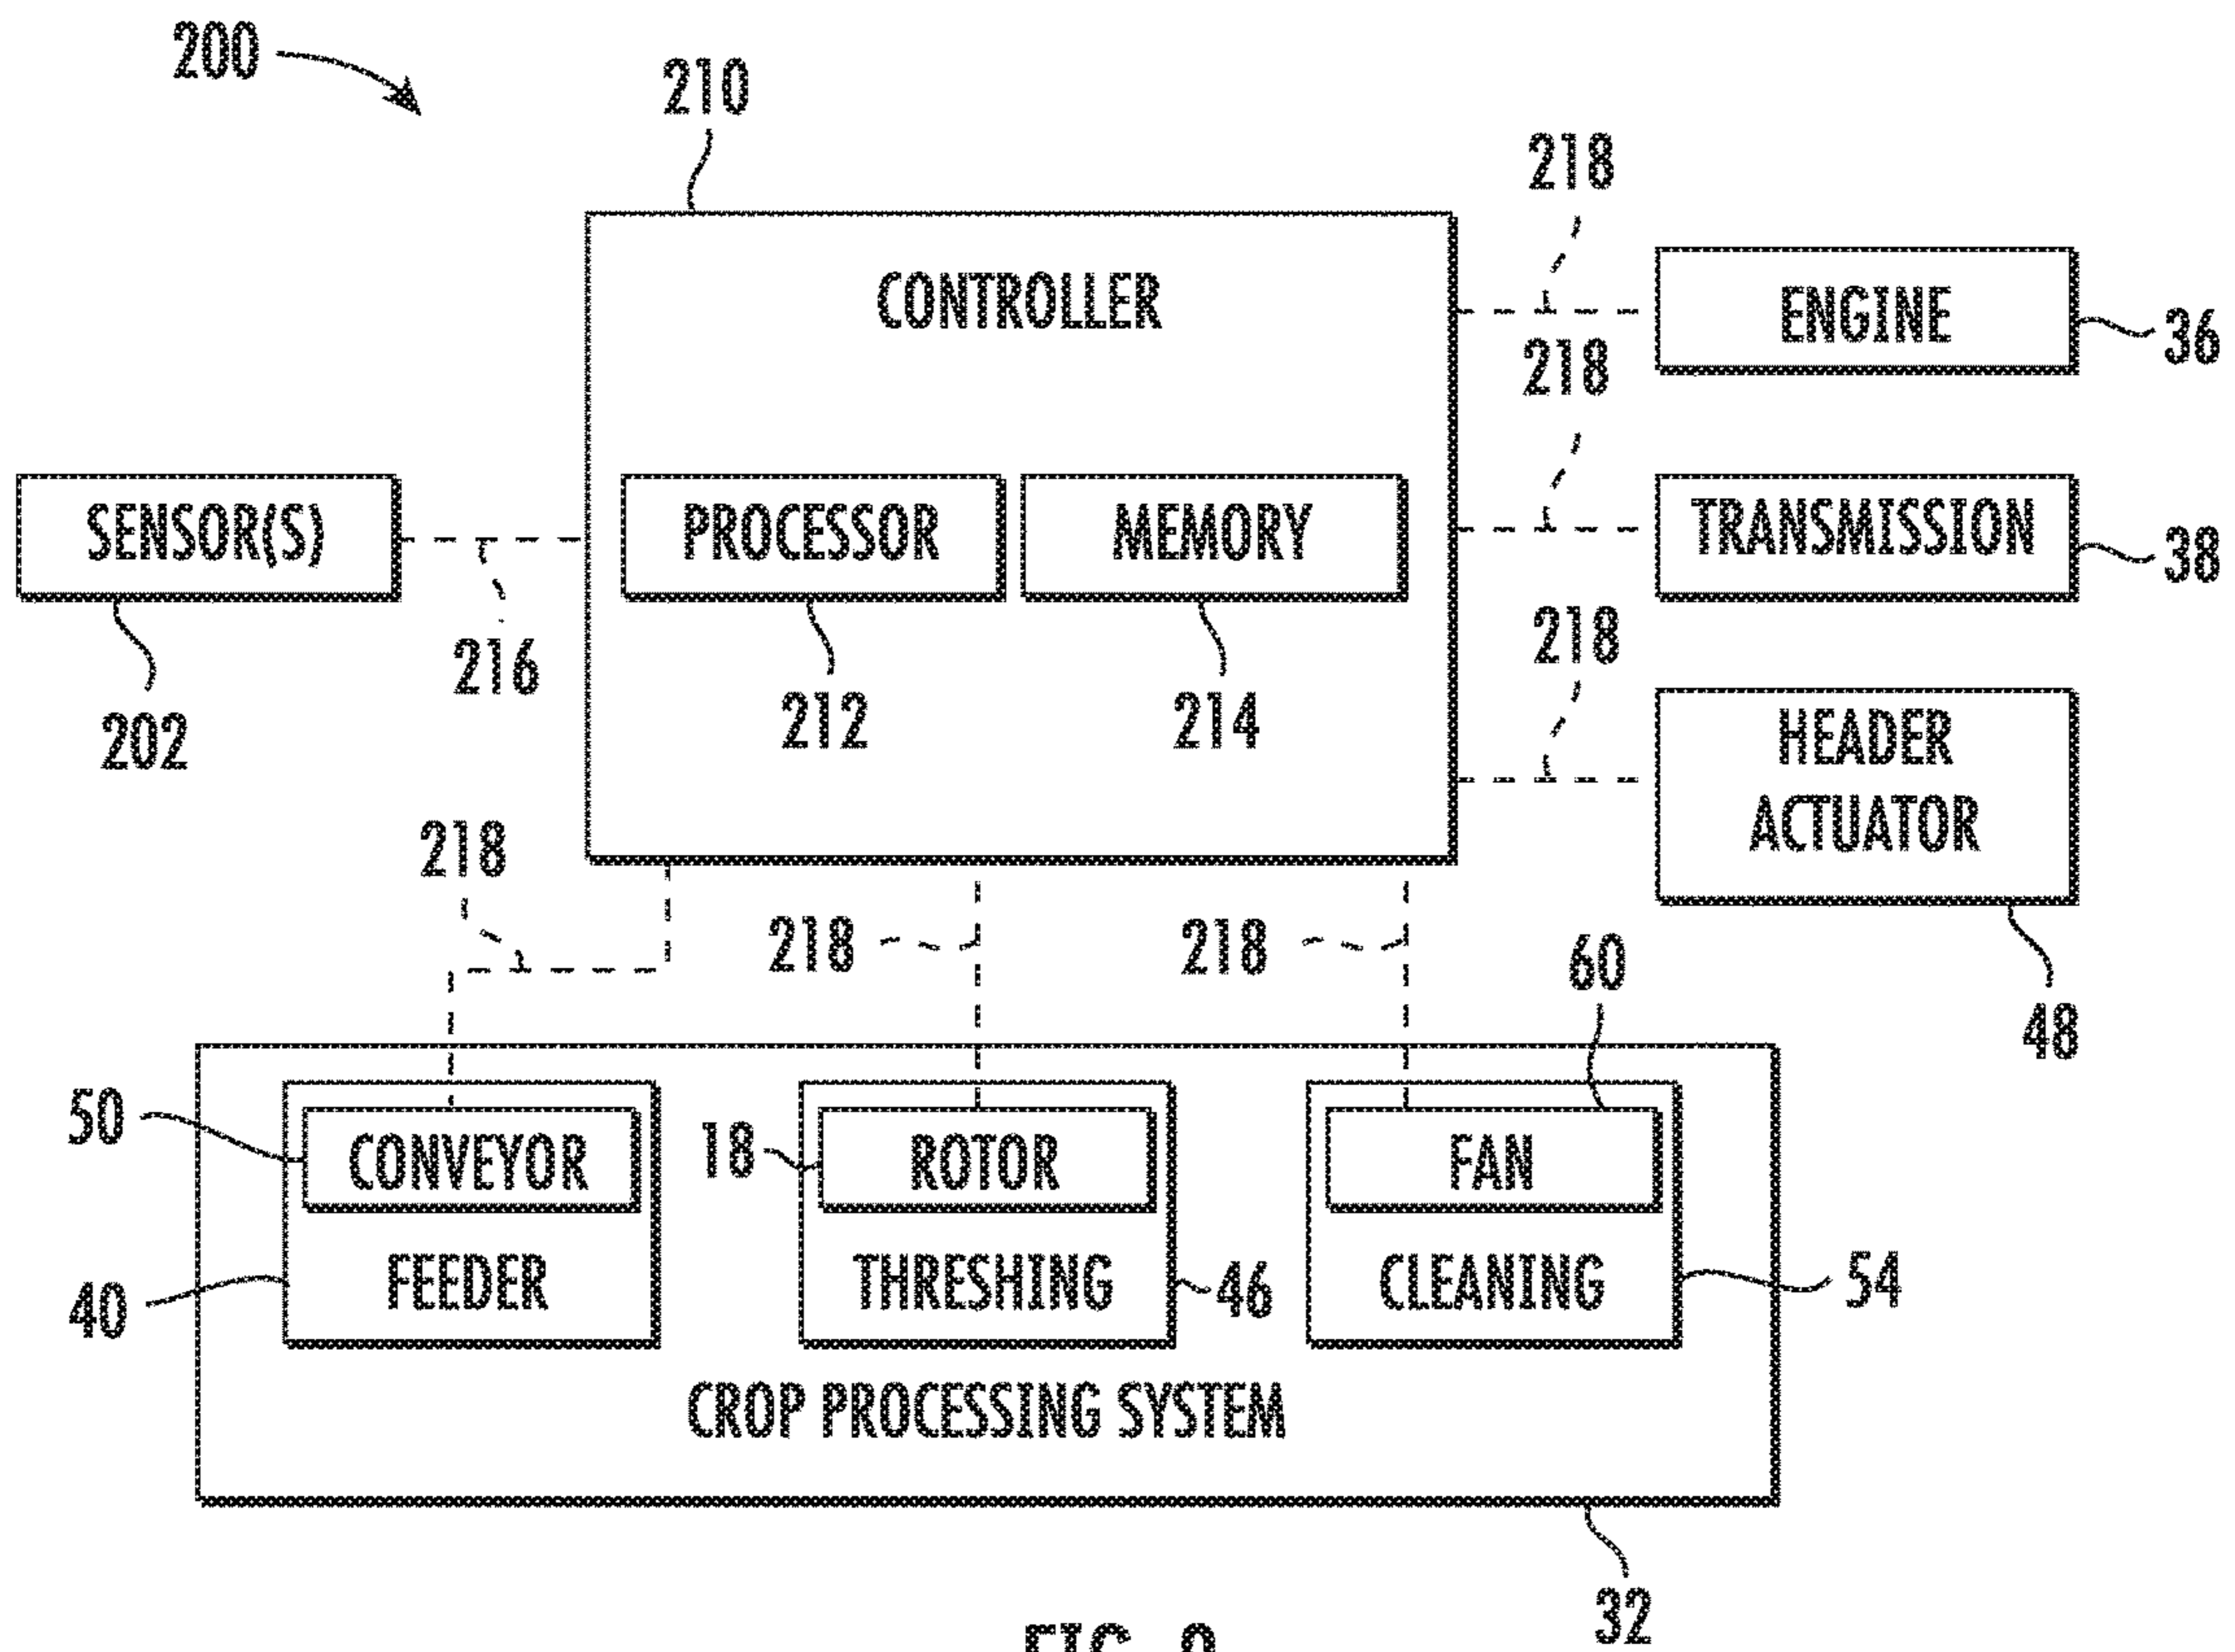 200
210
218
CONTROLLER
ENGINE
36
218
SENSOR(S)
PROCESSOR
MEMORY
TRANSMISSION
38
216
202
212
214
218
HEADER
ACTUATOR
48
218
218
218
60
50
CONVEYOR
18
ROTOR
FAN
40
FEEDER
THRESHING
46
CLEANING
54
CROP PROCESSING SYSTEM
32
FIG.